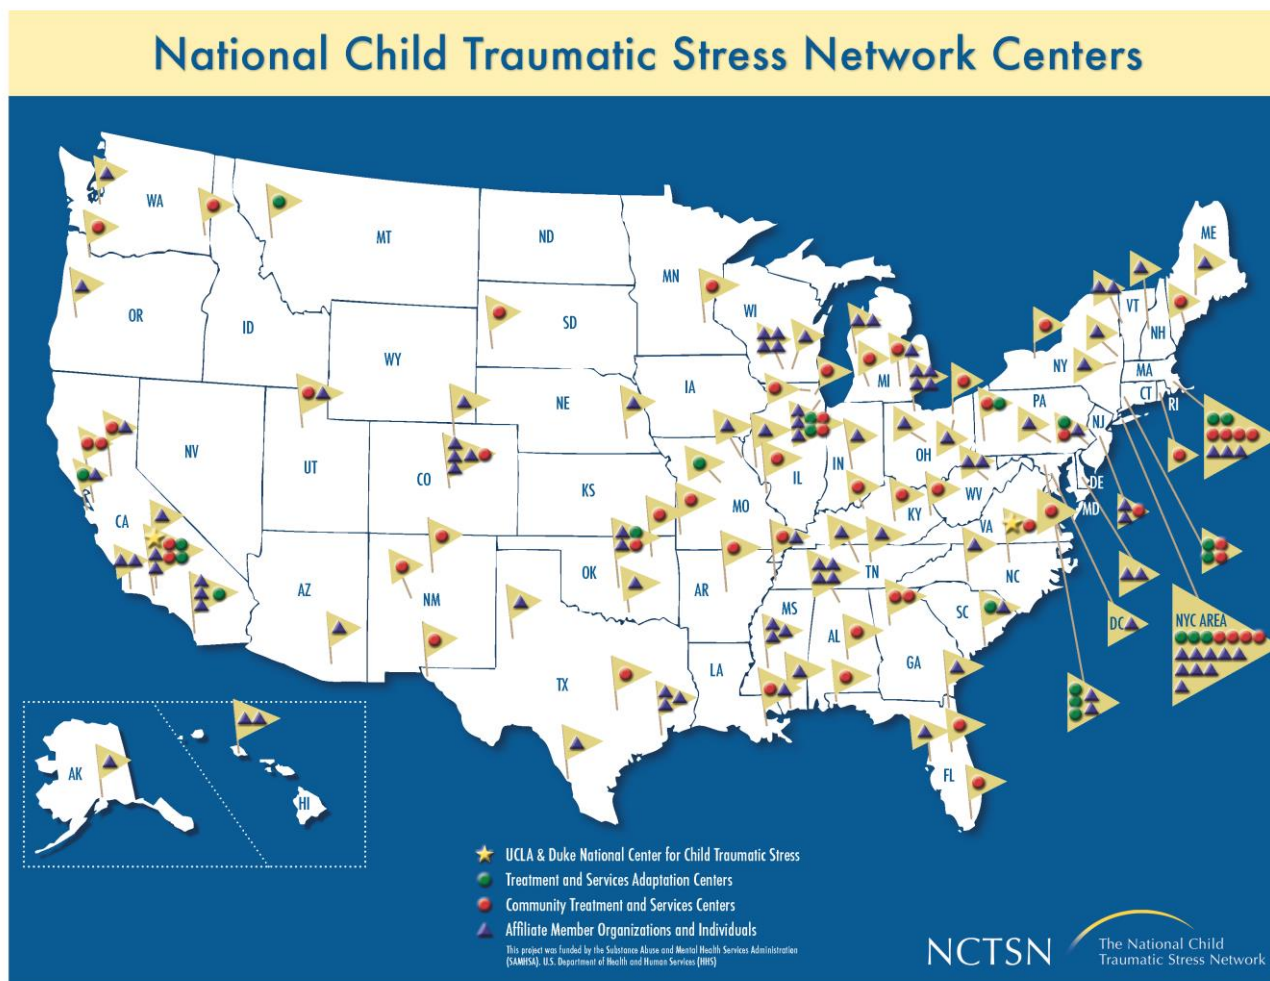 National Child Traumatic Stress Network Centers
WA
MT
ND
MN
ME
OR
ID
SD
WI
VT
NH
WY
MI
NY
MA
IA
NE
PA
CT
RI
NV
UT
CO
NJ
OH
IN
IL
KS
MO
WV
DE
MD
KY
VA
CA
TN
NC
OK
AZ
NM
AR
MS
SC
AL
DC
NYC AREA
GA
LA
TX
FL
AK
HI
UCLA & Duke National Center for Child Traumatic Stress
Treatment and Services Adaptation Centers
Community Treatment and Services Centers
Affiliate Member Organizations and Individuals
This project was funded by the Substance Abuse and Mental Health Services Administration
(SAMHSA), U.S. Department of Health and Human Services (HHS)
NCTSN
The National Child
Traumatic Stress Network